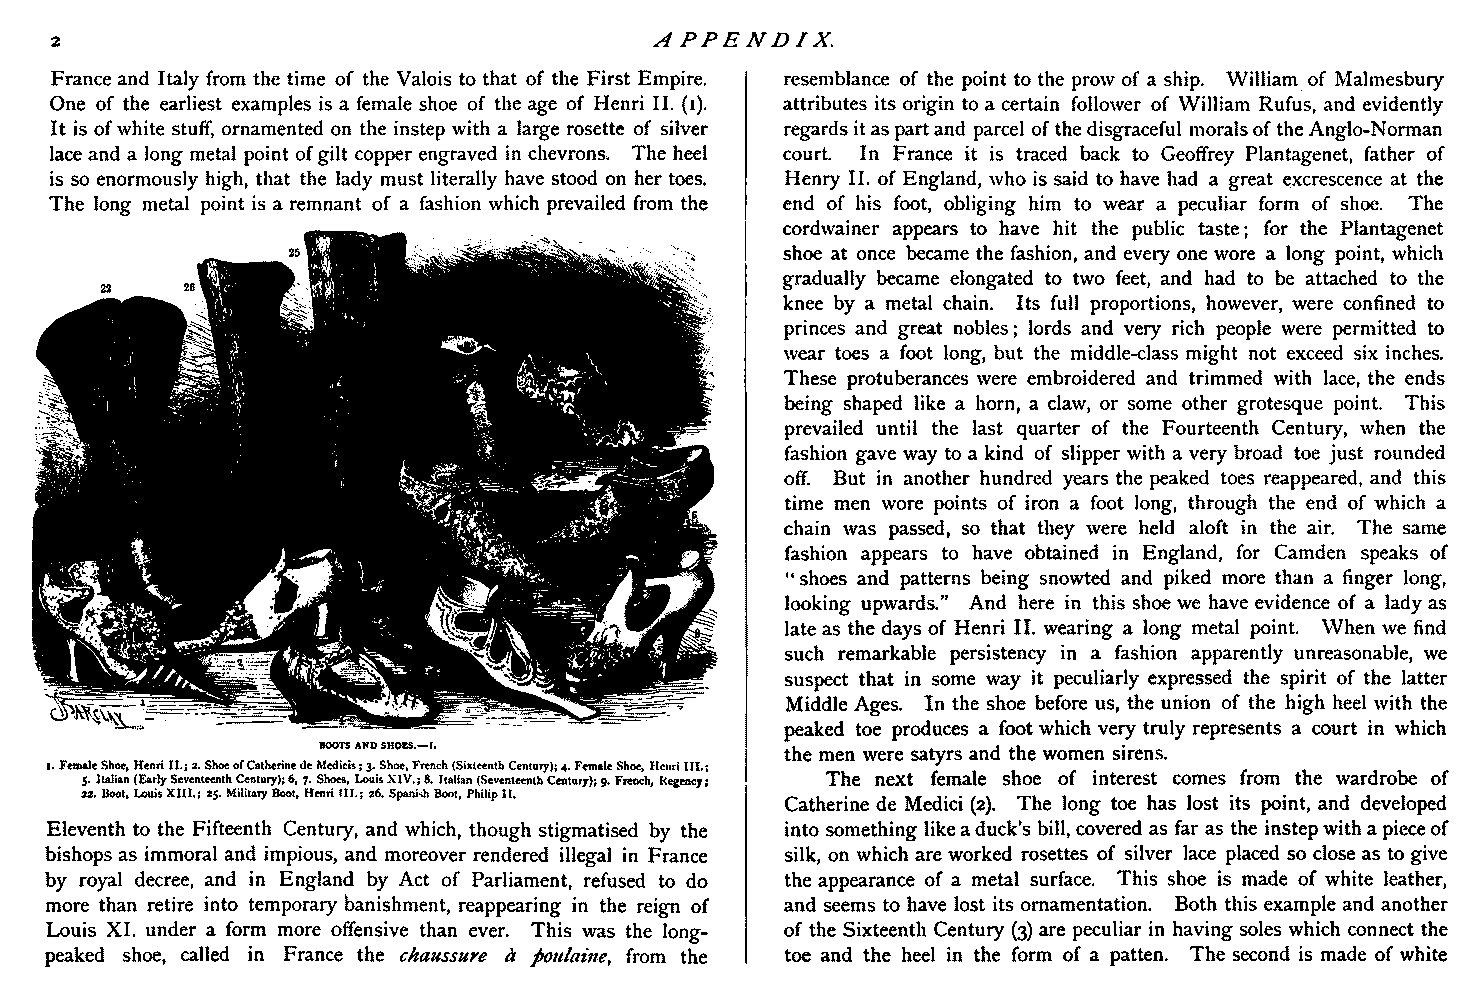 2
APPENDIX.
France and Italy from the time of the Valois to that of the First Empire.
One of the earliest examples is a female shoe of the age of Henri II. (1).
It is of white stuff, ornamented on the instep with a large rosette of silver
lace and a long metal point of gilt copper engraved in chevrons. The heel
is so enormously high, that the lady must literally have stood on her toes.
The long metal point is a remnant of a fashion which prevailed from the
25
22
26
BARCLAY
BOOTS AND SHOES.—I.
1. Female Shoe, Henri II.; 2. Shoe of Catherine de Medicis; 3. Shoe, French (Sixteenth Century); 4. Female Shoe, Henri III.;
5. Italian (Early Seventeenth Century); 6, 7. Shoes, Louis XIV.; 8. Italian (Seventeenth Century); 9. French, Regency;
22. Boot, Louis XIII.; 25. Military Boot, Henri III.; 26. Spanish Boot, Philip II.
Eleventh to the Fifteenth Century, and which, though stigmatised by the
bishops as immoral and impious, and moreover rendered illegal in France
by royal decree, and in England by Act of Parliament, refused to do
more than retire into temporary banishment, reappearing in the reign of
Louis XI. under a form more offensive than ever. This was the long-
peaked shoe, called in France the chaussure à poulaine, from the
resemblance of the point to the prow of a ship. William of Malmesbury
attributes its origin to a certain follower of William Rufus, and evidently
regards it as part and parcel of the disgraceful morals of the Anglo-Norman
court. In France it is traced back to Geoffrey Plantagenet, father of
Henry II. of England, who is said to have had a great excrescence at the
end of his foot, obliging him to wear a peculiar form of shoe. The
cordwainer appears to have hit the public taste; for the Plantagenet
shoe at once became the fashion, and every one wore a long point, which
gradually became elongated to two feet, and had to be attached to the
knee by a metal chain. Its full proportions, however, were confined to
princes and great nobles; lords and very rich people were permitted to
wear toes a foot long, but the middle-class might not exceed six inches.
These protuberances were embroidered and trimmed with lace, the ends
being shaped like a horn, a claw, or some other grotesque point. This
prevailed until the last quarter of the Fourteenth Century, when the
fashion gave way to a kind of slipper with a very broad toe just rounded
off. But in another hundred years the peaked toes reappeared, and this
time men wore points of iron a foot long, through the end of which a
chain was passed, so that they were held aloft in the air. The same
fashion appears to have obtained in England, for Camden speaks of
"shoes and patterns being snowted and piked more than a finger long,
looking upwards." And here in this shoe we have evidence of a lady as
late as the days of Henri II. wearing a long metal point. When we find
such remarkable persistency in a fashion apparently unreasonable, we
suspect that in some way it peculiarly expressed the spirit of the latter
Middle Ages. In the shoe before us, the union of the high heel with the
peaked toe produces a foot which very truly represents a court in which
the men were satyrs and the women sirens.
The next female shoe of interest comes from the wardrobe of
Catherine de Medici (2). The long toe has lost its point, and developed
into something like a duck's bill, covered as far as the instep with a piece of
silk, on which are worked rosettes of silver lace placed so close as to give
the appearance of a metal surface. This shoe is made of white leather,
and seems to have lost its ornamentation. Both this example and another
of the Sixteenth Century (3) are peculiar in having soles which connect the
toe and the heel in the form of a patten. The second is made of white